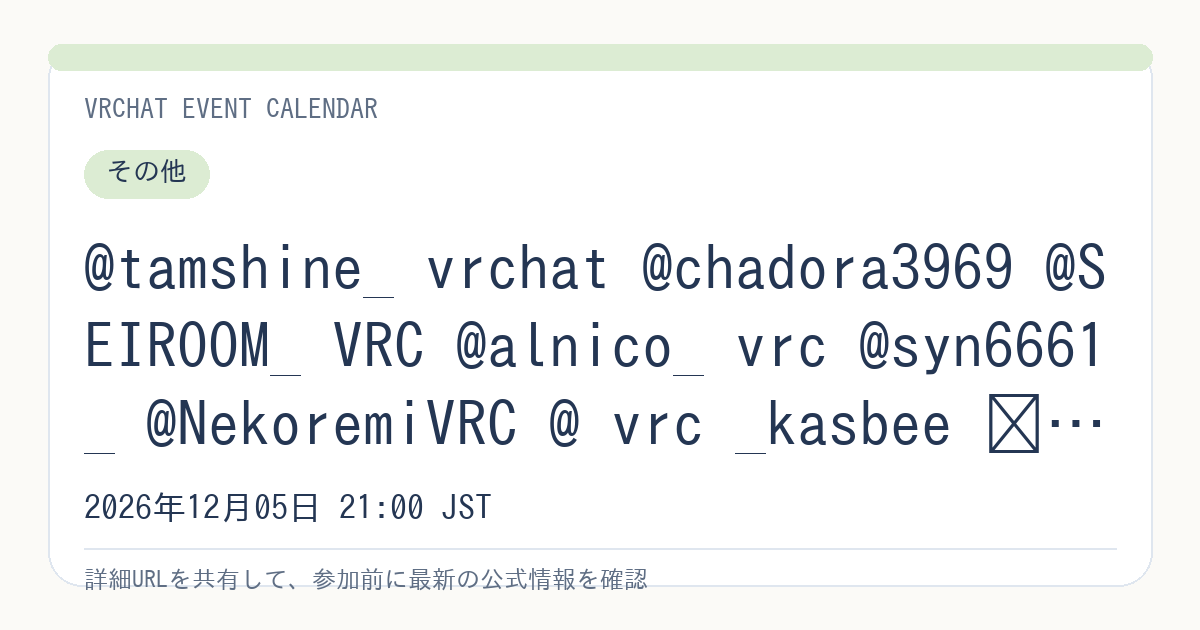 VRCHAT EVENT CALENDAR
その他
@tamshine_ vrchat @chadora3969 @S
EIROOM_ VRC @alnico_ vrc @syn6661
_ @NekoremiVRC @ vrc _kasbee …
2026年12月05日 21:00 JST
詳細URLを共有して、参加前に最新の公式情報を確認